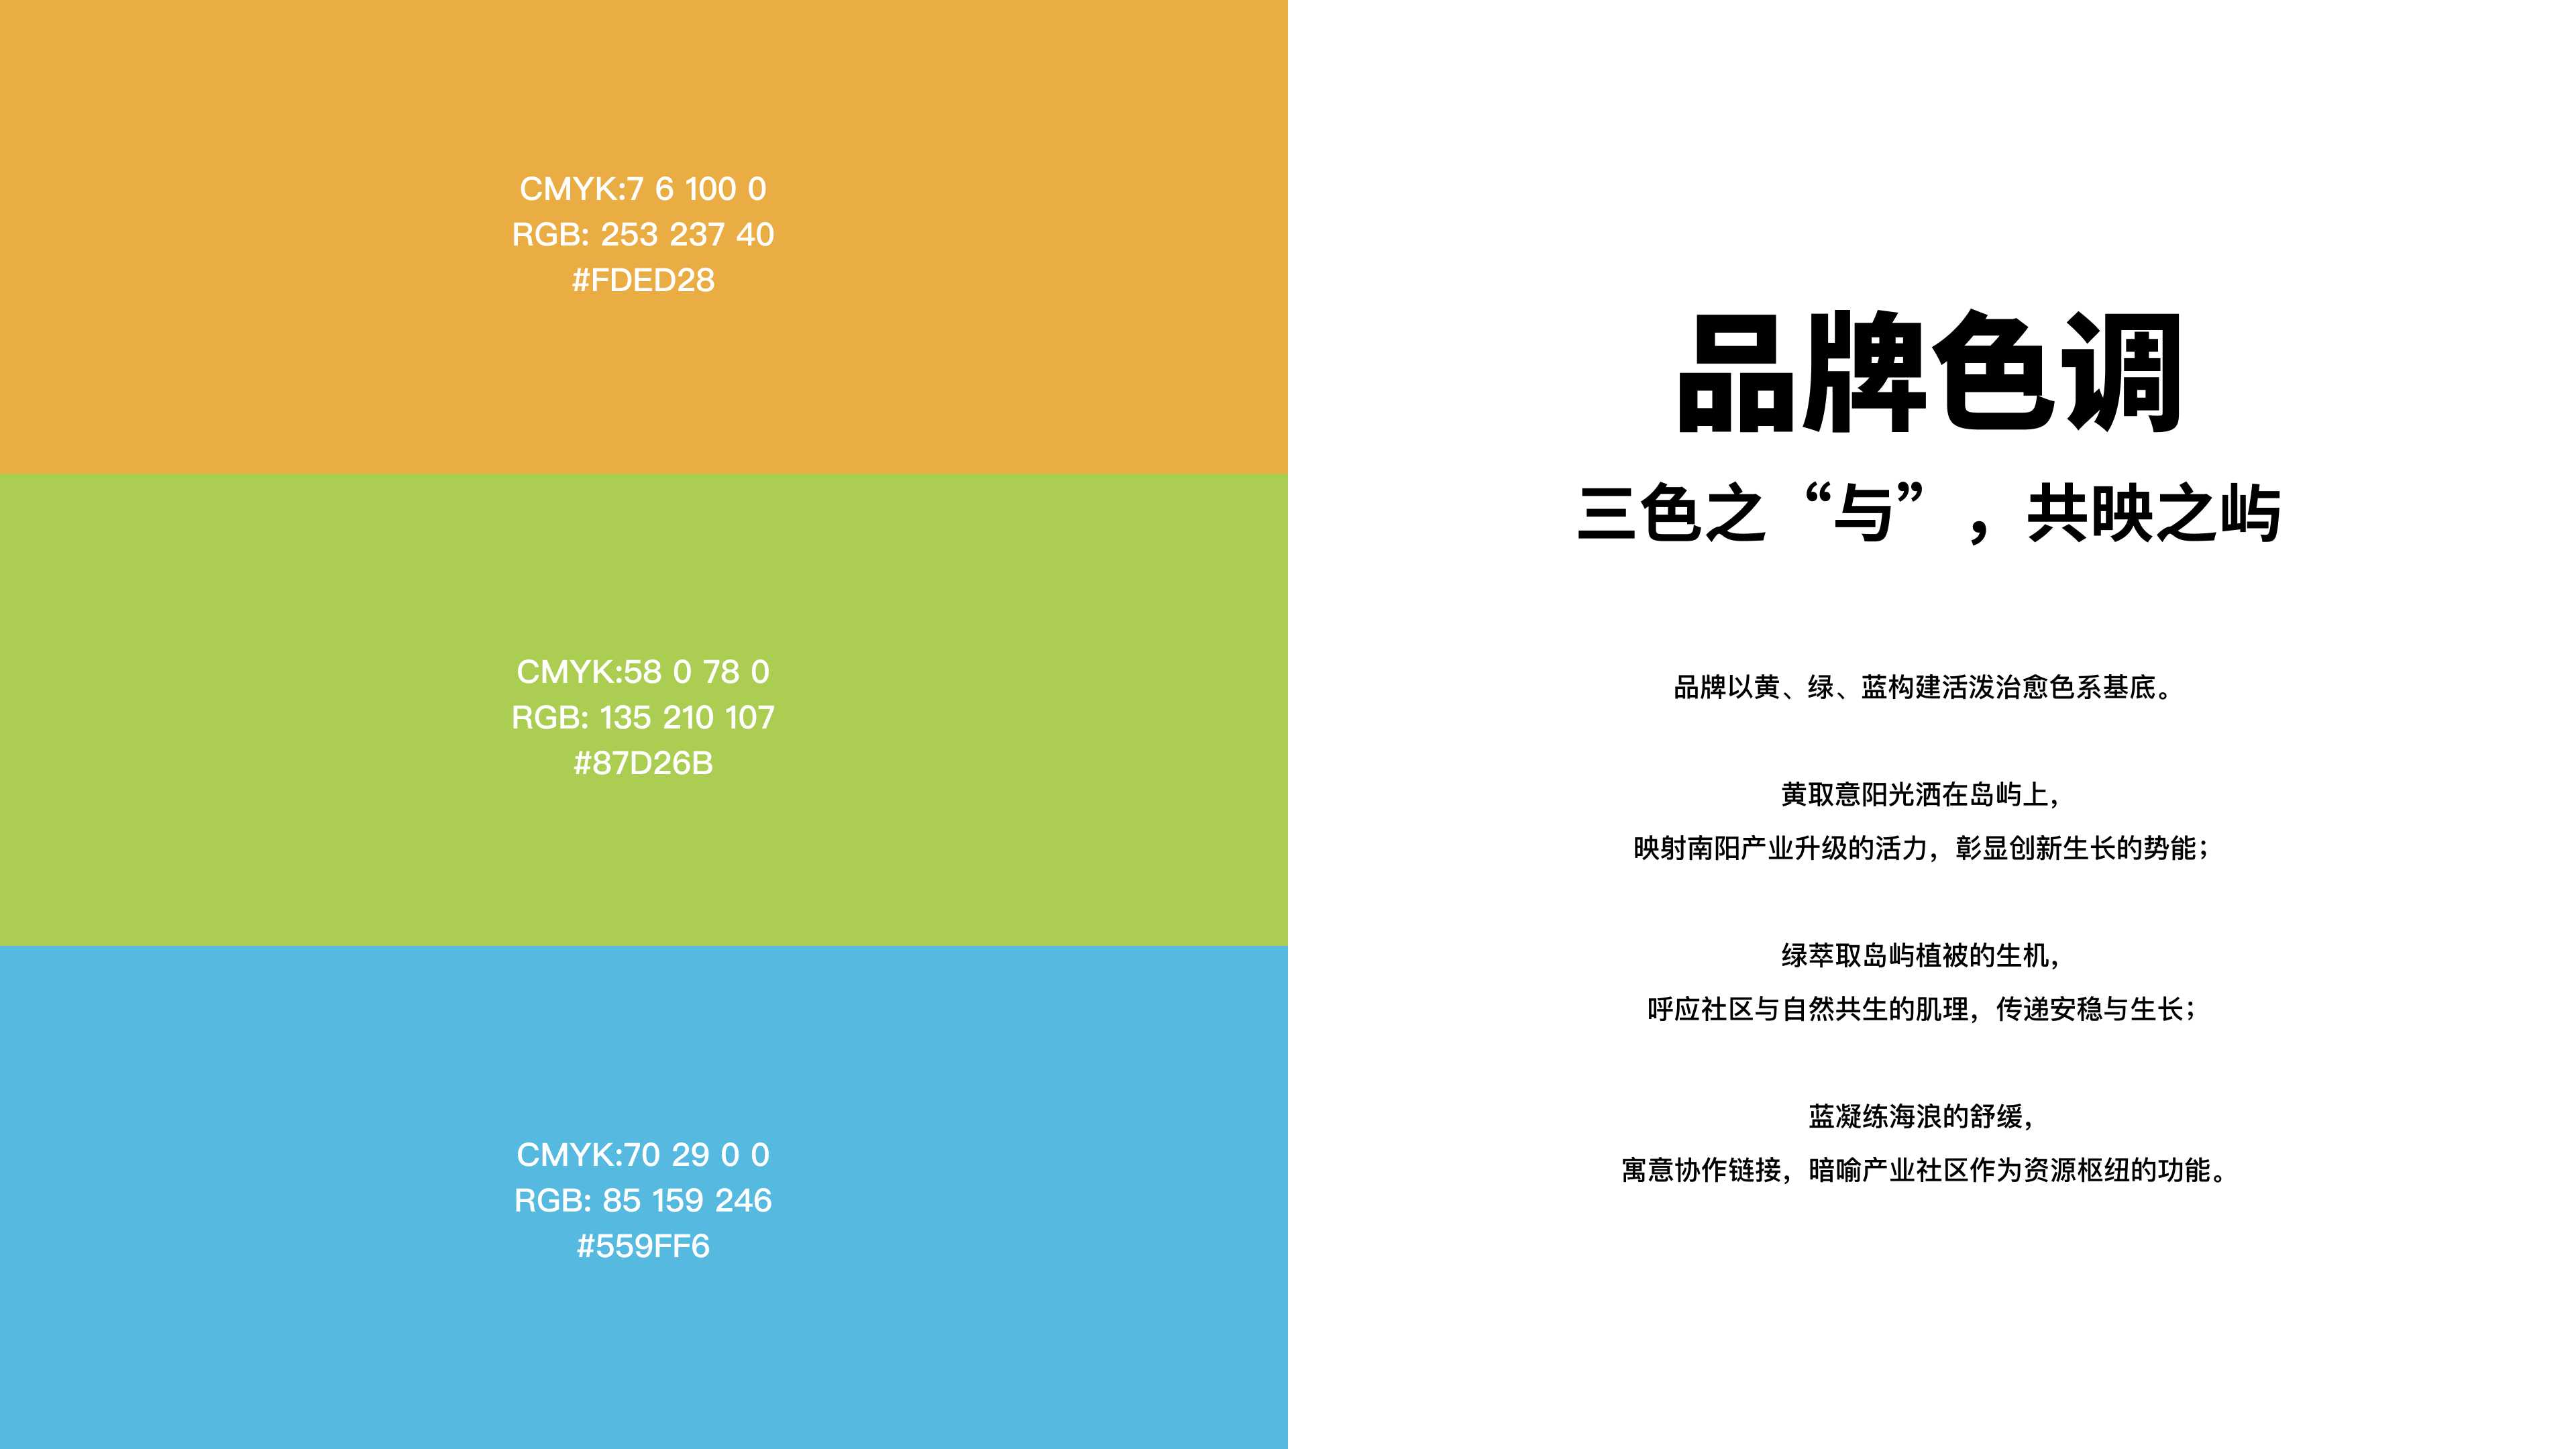 CMYK:7 6 100 0
RGB: 253 237 40
#FDED28
CMYK:58 0 78 0
RGB: 135 210 107
#87D26B
CMYK:70 29 0 0
RGB: 85 159 246
#559FF6
品牌色调
三色之“与”，共映之屿
品牌以黄、绿、蓝构建活泼治愈色系基底。
黄取意阳光洒在岛屿上，
映射南阳产业升级的活力，彰显创新生长的势能；
绿萃取岛屿植被的生机，
呼应社区与自然共生的肌理，传递安稳与生长；
蓝凝练海浪的舒缓，
寓意协作链接，暗喻产业社区作为资源枢纽的功能。